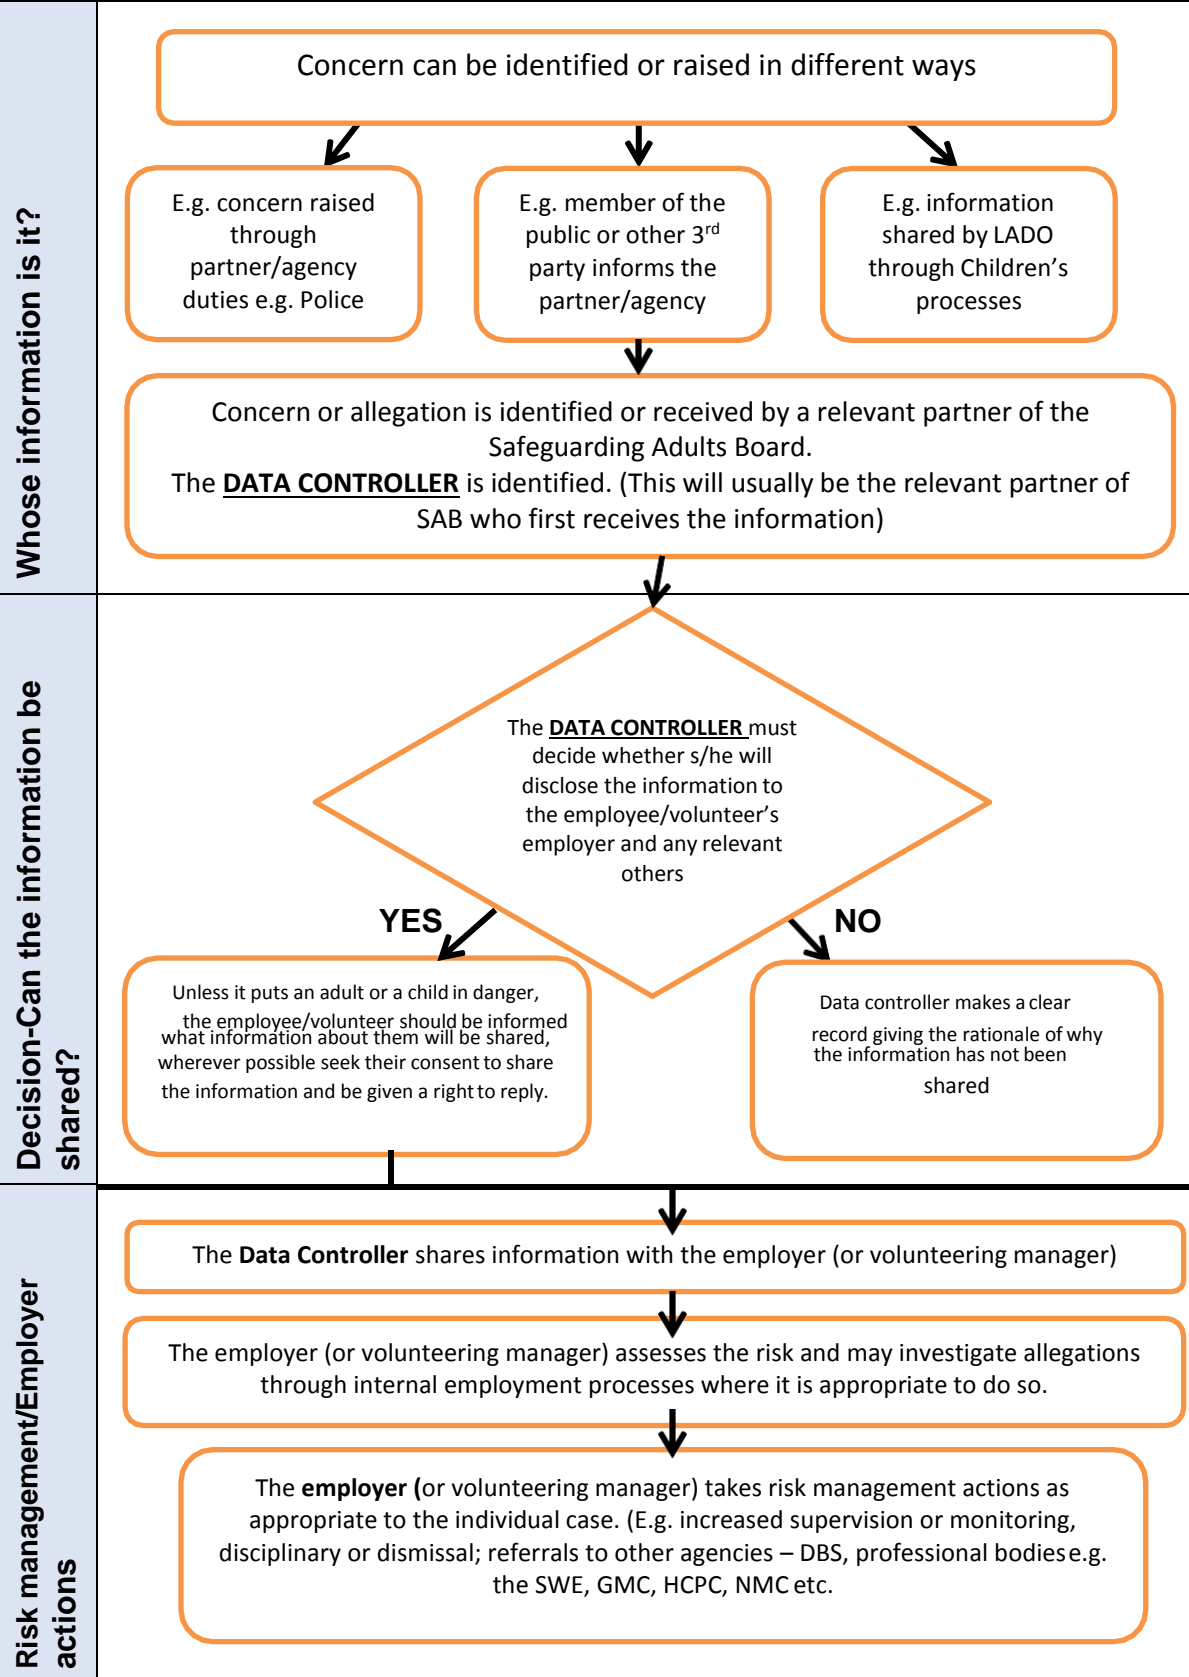 Whose information is it?
Concern can be identified or raised in different ways
E.g. concern raised
through
partner/agency
duties e.g. Police
E.g. member of the
public or other 3rd
party informs the
partner/agency
E.g. information
shared by LADO
through Children’s
processes
Concern or allegation is identified or received by a relevant partner of the
Safeguarding Adults Board.
The DATA CONTROLLER is identified. (This will usually be the relevant partner of
SAB who first receives the information)
Decision-Can the information be
shared?
The DATA CONTROLLER must
decide whether s/he will
disclose the information to
the employee/volunteer’s
employer and any relevant
others
YES
NO
Unless it puts an adult or a child in danger,
the employee/volunteer should be informed
what information about them will be shared,
wherever possible seek their consent to share
the information and be given a right to reply.
Data controller makes a clear
record giving the rationale of why
the information has not been
shared
Risk management/Employer
actions
The Data Controller shares information with the employer (or volunteering manager)
The employer (or volunteering manager) assesses the risk and may investigate allegations
through internal employment processes where it is appropriate to do so.
The employer (or volunteering manager) takes risk management actions as
appropriate to the individual case. (E.g. increased supervision or monitoring,
disciplinary or dismissal; referrals to other agencies – DBS, professional bodies e.g.
the SWE, GMC, HCPC, NMC etc.